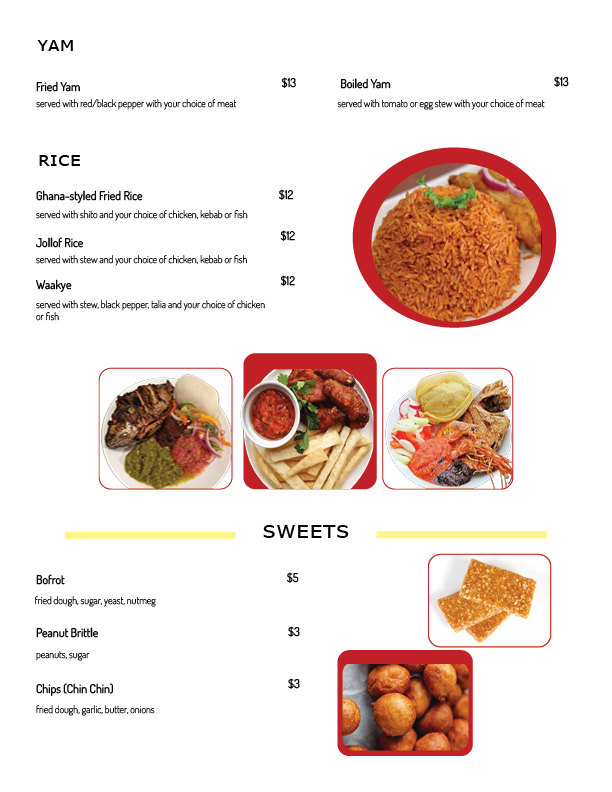 YAM
Fried Yam $13
served with red/black pepper with your choice of meat
Boiled Yam $13
served with tomato or egg stew with your choice of meat
RICE
Ghana-styled Fried Rice $12
served with shito and your choice of chicken, kebab or fish
Jollof Rice $12
served with stew and your choice of chicken, kebab or fish
Waakye $12
served with stew, black pepper, talia and your choice of chicken
or fish
SWEETS
Bofrot $5
fried dough, sugar, yeast, nutmeg
Peanut Brittle $3
peanuts, sugar
Chips (Chin Chin) $3
fried dough, garlic, butter, onions